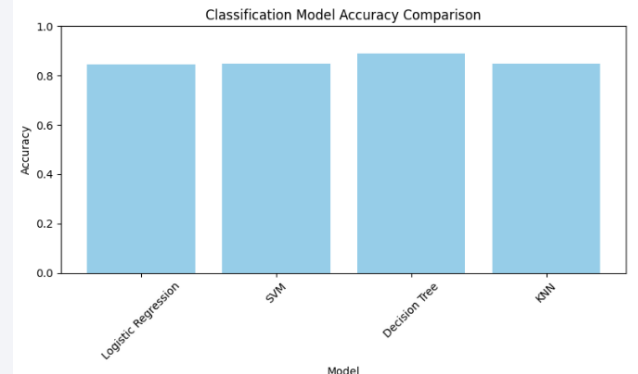 Classification Model Accuracy Comparison
1.0
0.8
0.6
0.4
0.2
0.0
Accuracy
Logistic Regression
SVM
Decision Tree
KNN
Model